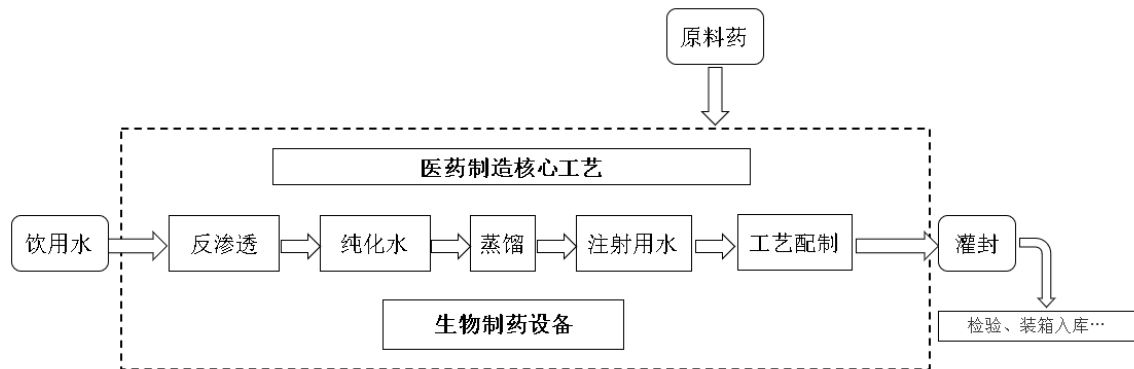 原料药
医药制造核心工艺
饮用水
反渗透
纯化水
蒸馏
注射用水
工艺配制
灌封
生物制药设备
检验、装箱入库…